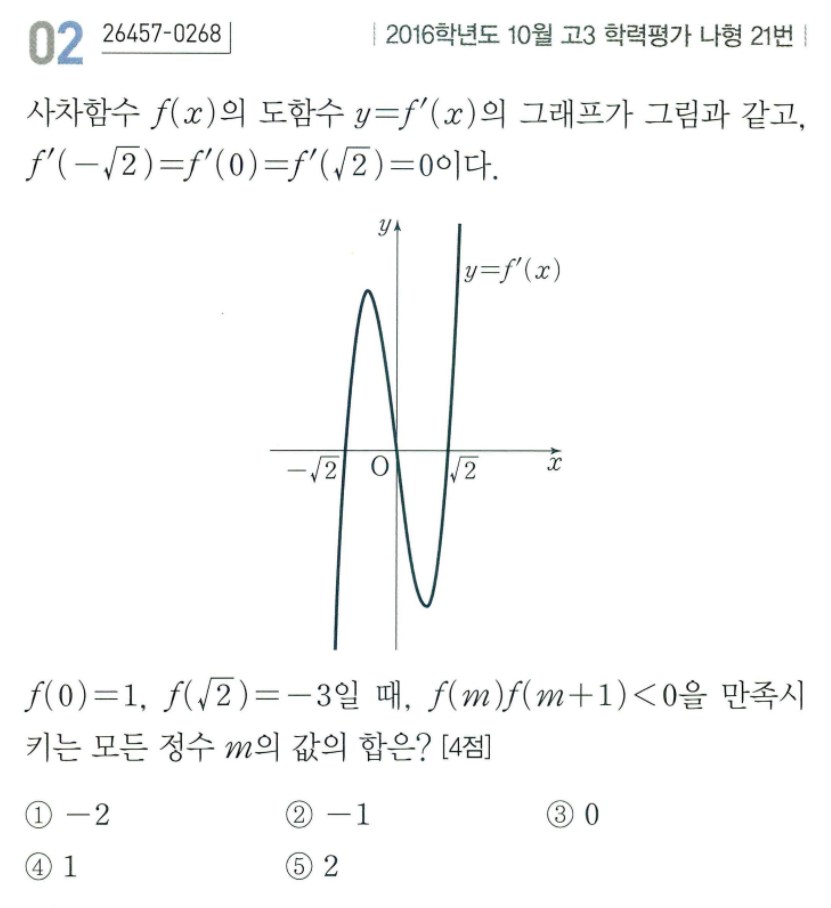 02 26457-0268 | 2016학년도 10월 고3 학력평가 나형 21번 |
사차함수 f(x)의 도함수 y=f′(x)의 그래프가 그림과 같고,
f′(−√2)=f′(0)=f′(√2)=0이다.
y
y=f′(x)
−√2 O √2 x
f(0)=1, f(√2)=−3일 때, f(m)f(m+1)<0을 만족시
키는 모든 정수 m의 값의 합은? [4점]
① −2 ② −1 ③ 0
④ 1 ⑤ 2